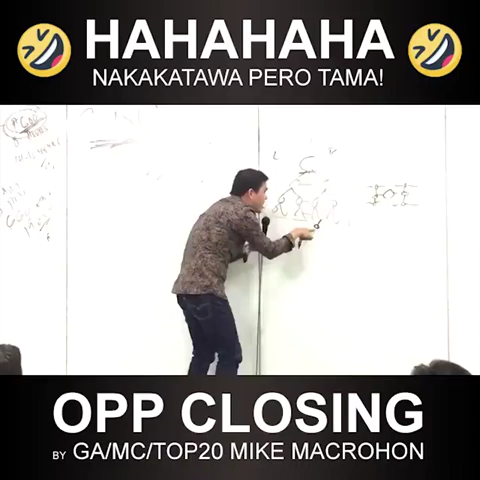 HAHAHAHA
NAKAKATAWA PERO TAMA!
OPP CLOSING
BY GA/MC/TOP20 MIKE MACROHON